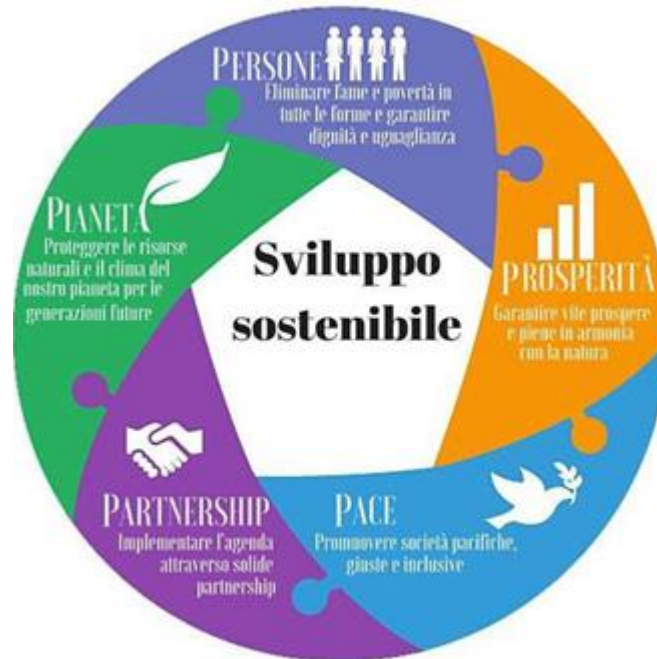 PERSONE
Eliminare fame e povertà in
tutte le forme e garantire
dignità e uguaglianza
PROSPERITÀ
Garantire vite prospere
e piene in armonia
con la natura
PACE
Promuovere società pacifiche,
giuste e inclusive
PARTNERSHIP
Implementare l'agenda
attraverso solide
partnership
PIANETA
Proteggere le risorse
naturali e il clima del
nostro pianeta per le
generazioni future
Sviluppo
sostenibile